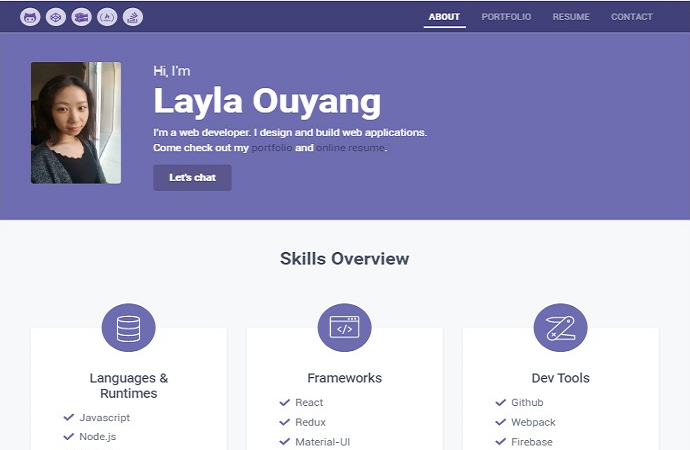 ABOUT PORTFOLIO RESUME CONTACT
Hi, I'm
Layla Ouyang
I'm a web developer. I design and build web applications.
Come check out my portfolio and online resume.
Let's chat
Skills Overview
Languages &
Runtimes
Javascript
Node.js
Frameworks
React
Redux
Material-UI
Dev Tools
Github
Webpack
Firebase